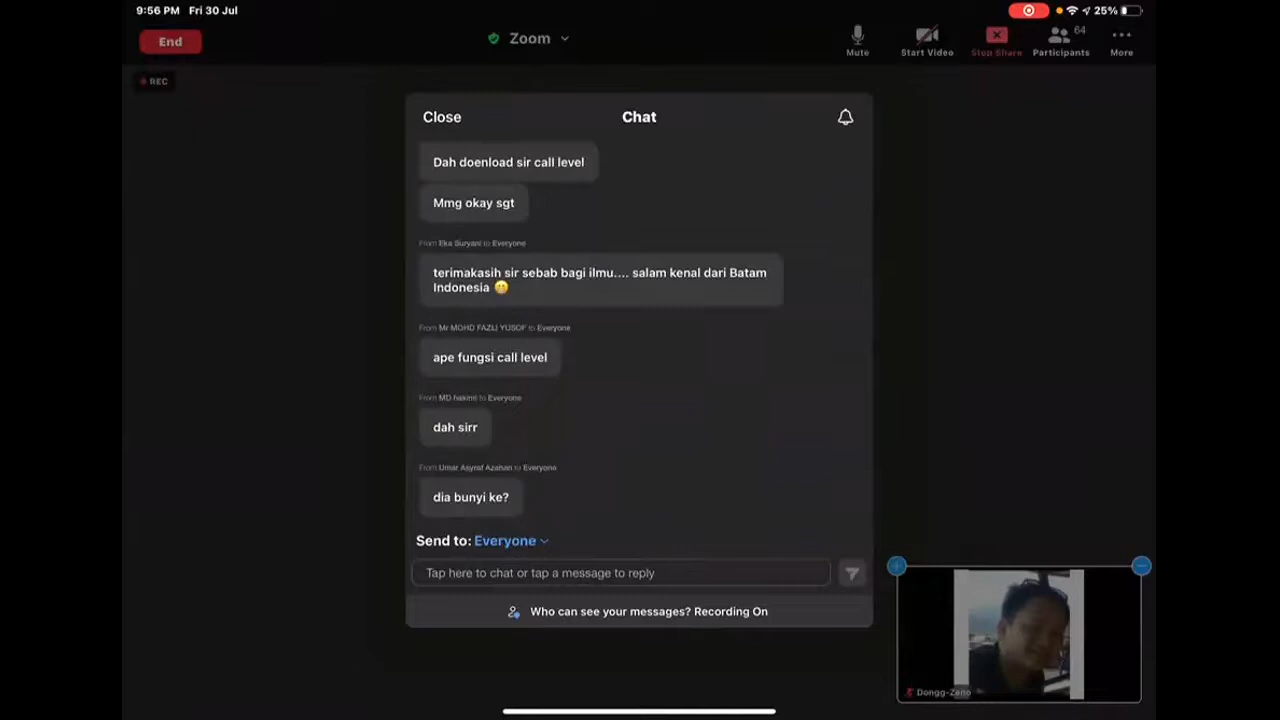 9:56 PM Fri 30 Jul
25%
End
Zoom
Mute
Start Video
Stop Share
Participants
64
More
REC
Close
Chat
Dah doenload sir call level
Mmg okay sgt
From Eka Suryani to Everyone
terimakasih sir sebab bagi ilmu.... salam kenal dari Batam
Indonesia 😁
From Mr MOHD FAZLI YUSOF to Everyone
ape fungsi call level
From MD hakimi to Everyone
dah sirr
From Umar Asyraf Azahan to Everyone
dia bunyi ke?
Send to: Everyone
Tap here to chat or tap a message to reply
Who can see your messages? Recording On
Dongg-Zeno